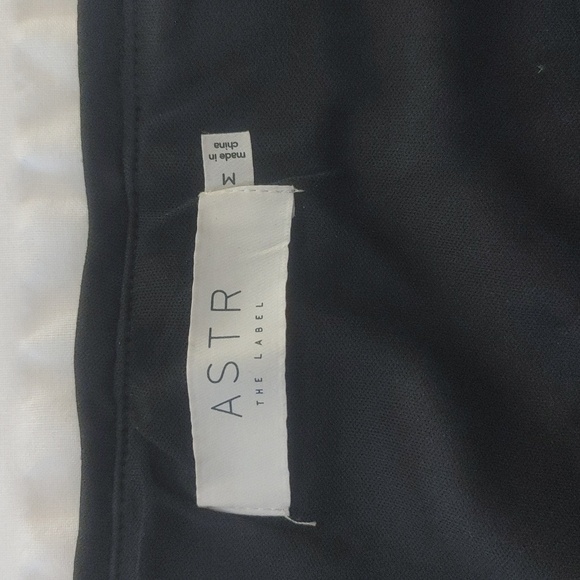 ASTR
THE LABEL
M
made in
china